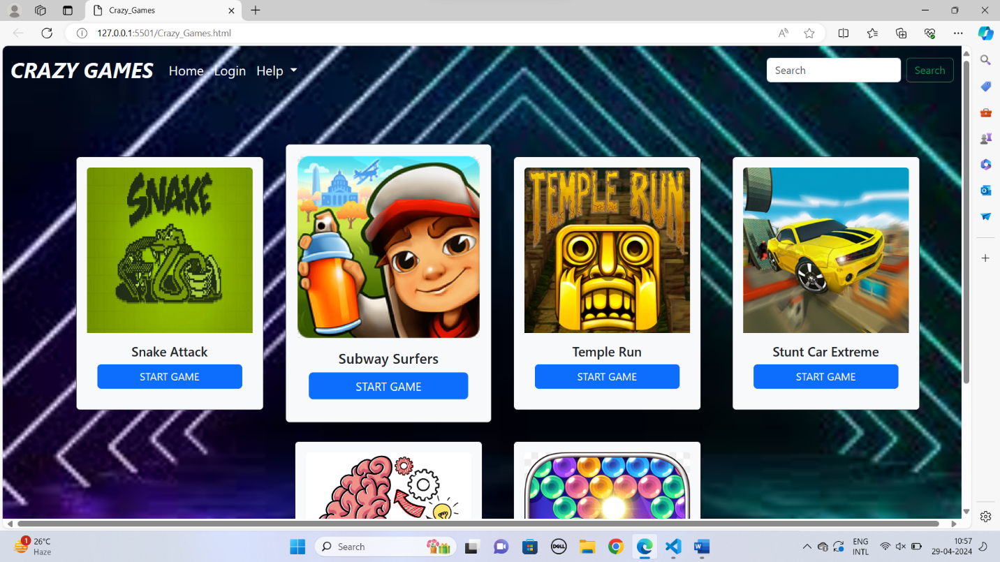 Crazy_Games
127.0.0.1:5501/Crazy_Games.html
CRAZY GAMES Home Login Help Search Search
SNAKE
TEMPLE RUN
Snake Attack
Subway Surfers
Temple Run
Stunt Car Extreme
START GAME
START GAME
START GAME
START GAME
1
26°C
Haze
Search
DELL
ENG
INTL
10:57
29-04-2024